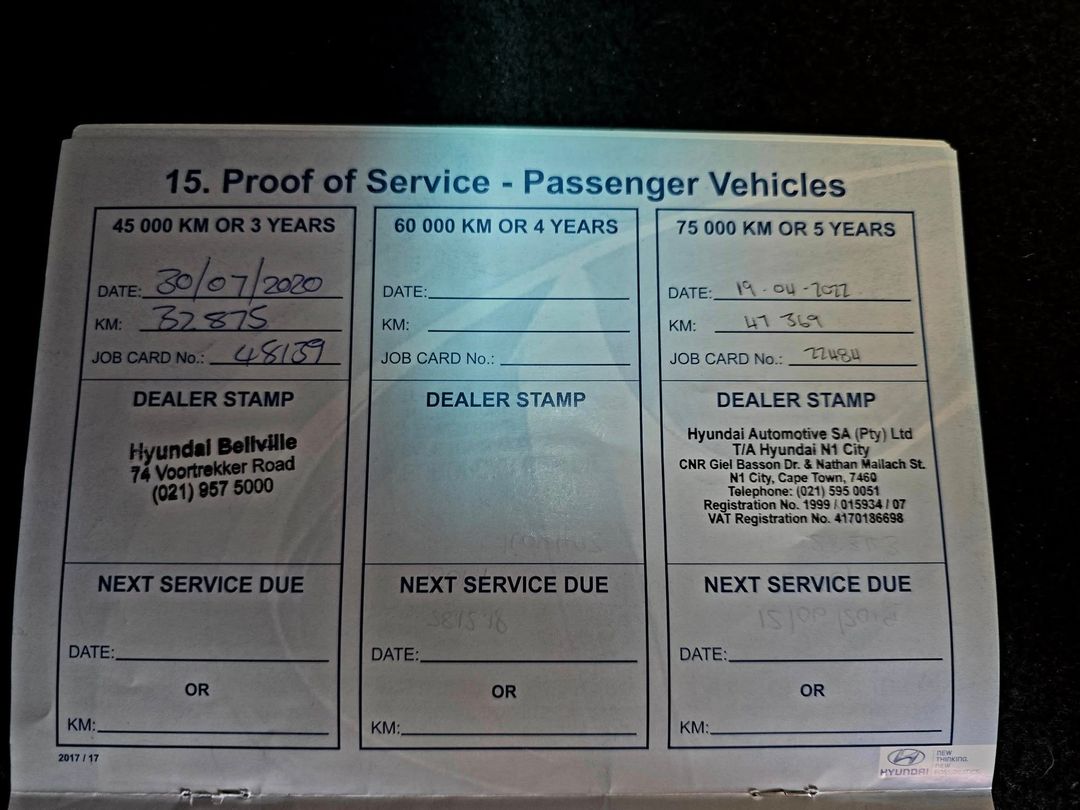 15. Proof of Service - Passenger Vehicles
45 000 KM OR 3 YEARS
DATE: 30/07/2020
KM: 32875
JOB CARD No.: 48139
DEALER STAMP
Hyundai Bellville
74 Voortrekker Road
(021) 957 5000
NEXT SERVICE DUE
DATE:
OR
KM:
60 000 KM OR 4 YEARS
DATE:
KM:
JOB CARD No.:
DEALER STAMP
NEXT SERVICE DUE
DATE:
OR
KM:
75 000 KM OR 5 YEARS
DATE: 19-04-2022
KM: 47 369
JOB CARD No.: 22484
DEALER STAMP
Hyundai Automotive SA (Pty) Ltd
T/A Hyundai N1 City
CNR Giel Basson Dr. & Nathan Mallach St.
N1 City, Cape Town, 7460
Telephone: (021) 595 0051
Registration No. 1999 / 015934 / 07
VAT Registration No. 4170186698
NEXT SERVICE DUE
DATE:
OR
KM:
2017 / 17
HYUNDAI
NEW
THINKING.
NEW
POSSIBILITIES.